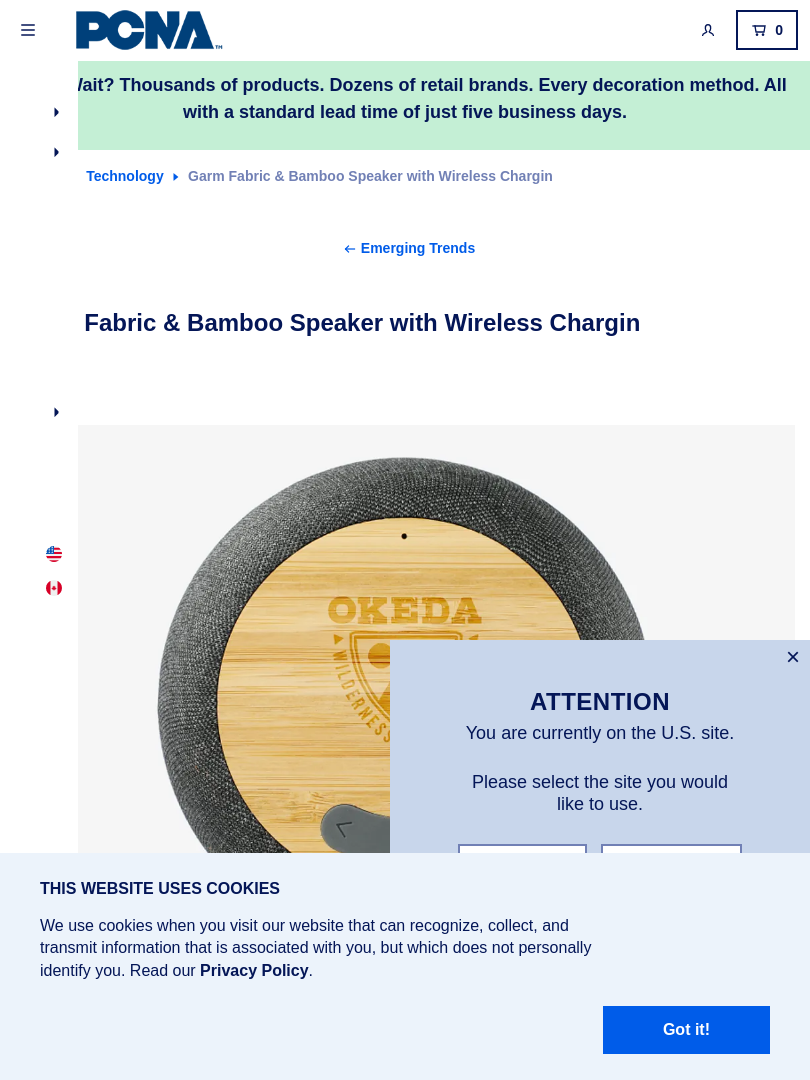 PCNA™
0
Wait? Thousands of products. Dozens of retail brands. Every decoration method. All
with a standard lead time of just five business days.
Technology Garm Fabric & Bamboo Speaker with Wireless Chargin
← Emerging Trends
Fabric & Bamboo Speaker with Wireless Chargin
OKEDA
WILDERNESS
×
ATTENTION
You are currently on the U.S. site.
Please select the site you would
like to use.
THIS WEBSITE USES COOKIES
We use cookies when you visit our website that can recognize, collect, and
transmit information that is associated with you, but which does not personally
identify you. Read our Privacy Policy.
Got it!